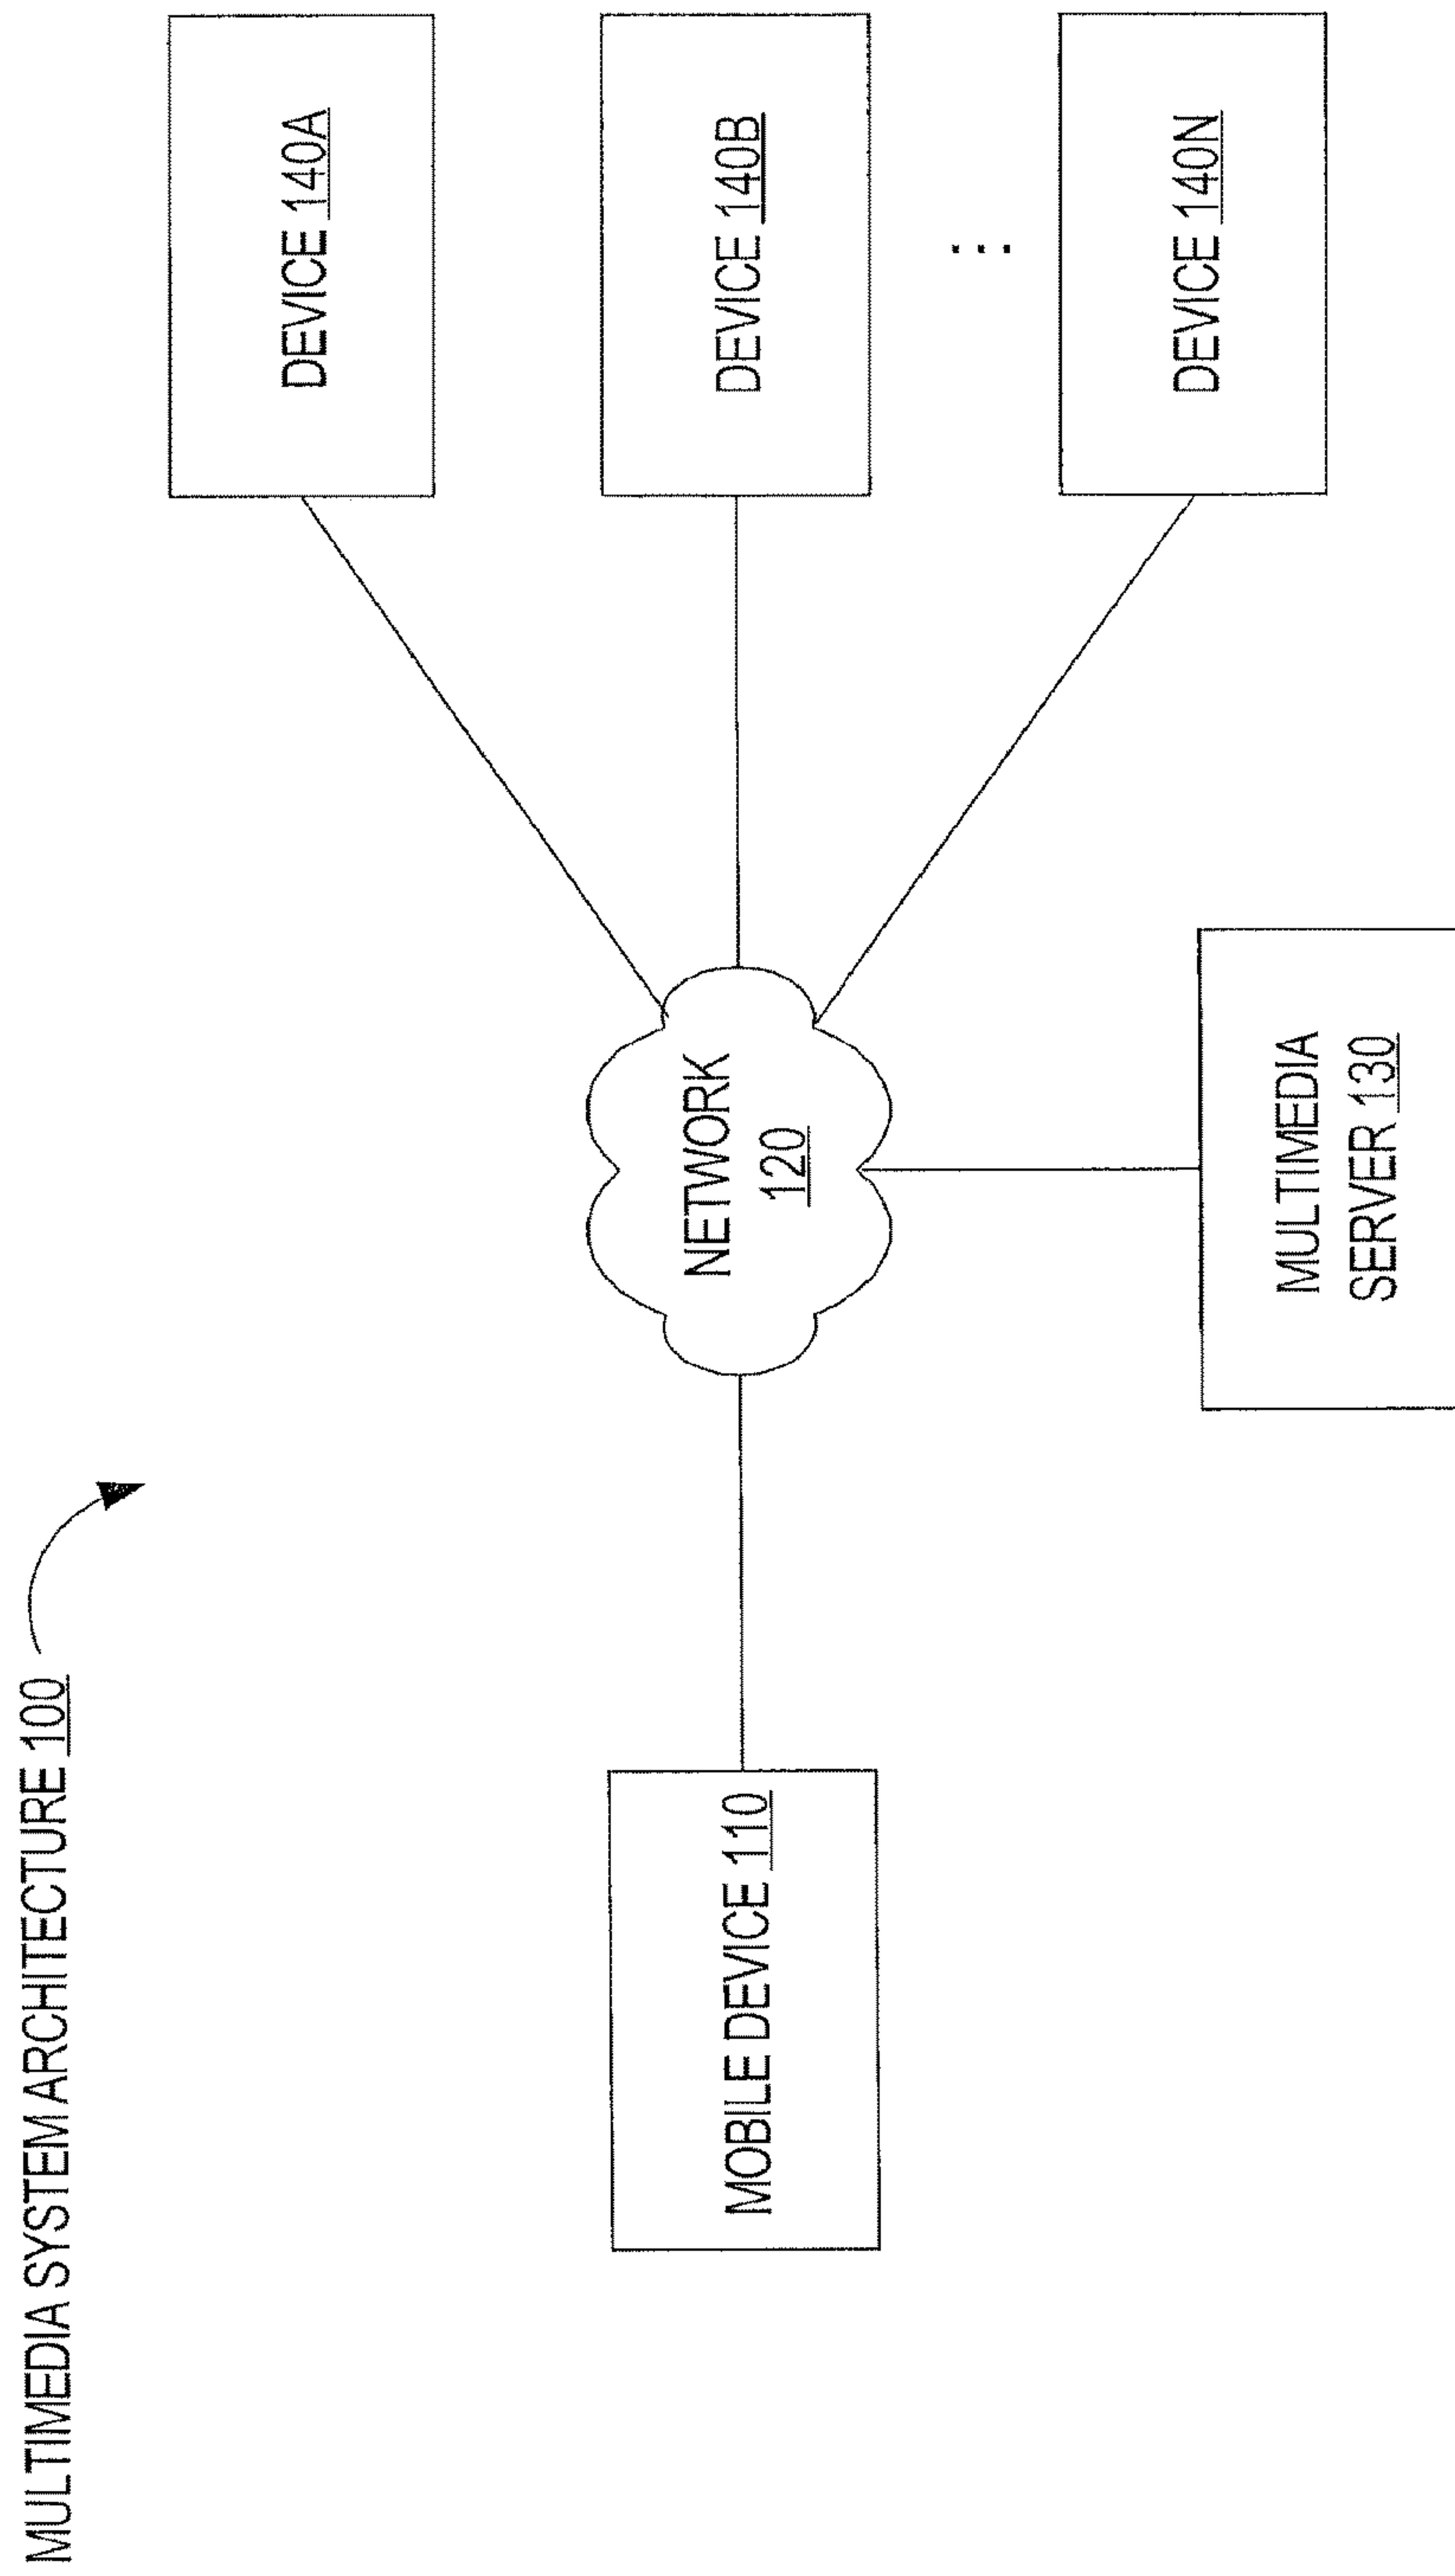 MULTIMEDIA SYSTEM ARCHITECTURE 100
DEVICE 140A
MOBILE DEVICE 110
NETWORK
120
DEVICE 140B
...
DEVICE 140N
MULTIMEDIA
SERVER 130